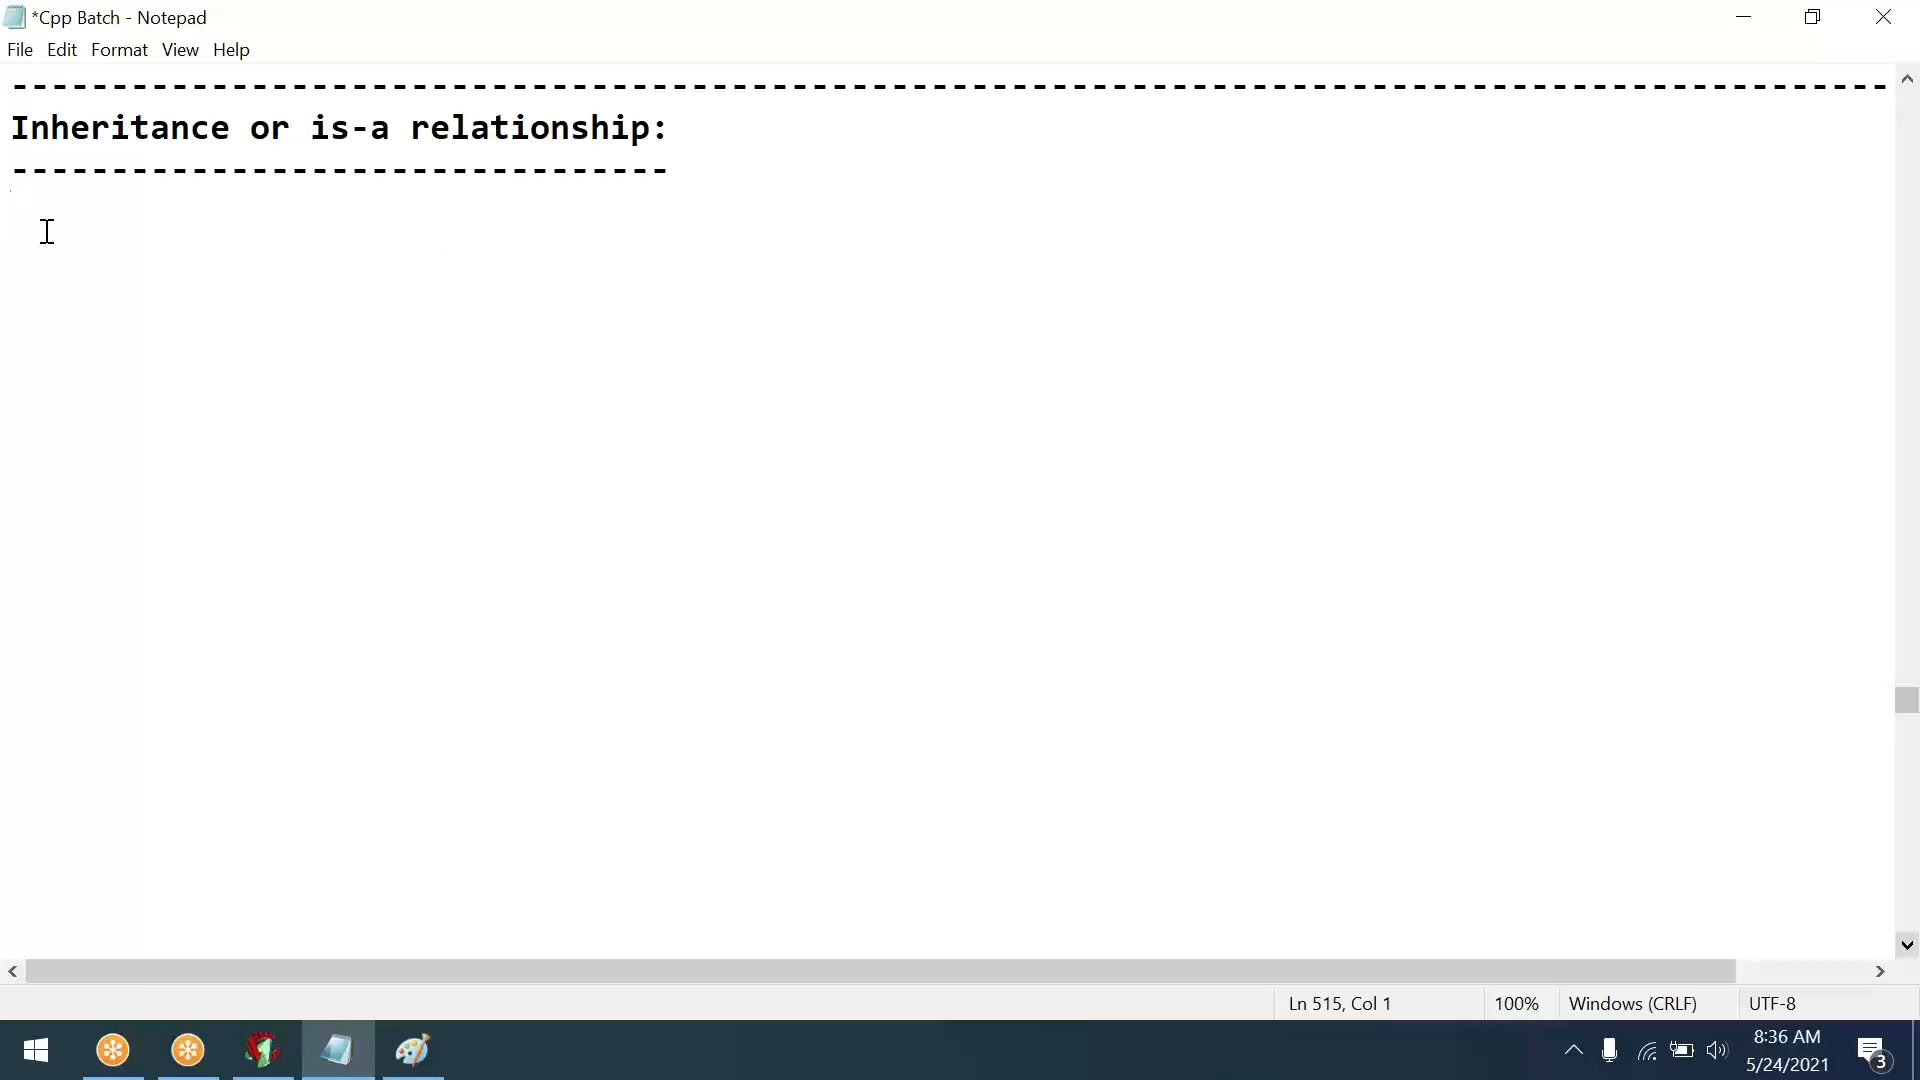 *Cpp Batch - Notepad
File Edit Format View Help
---------------------------------------------------------------------------------------------
Inheritance or is-a relationship:
---------------------------------
Ln 515, Col 1
100%
Windows (CRLF)
UTF-8
8:36 AM
5/24/2021
3